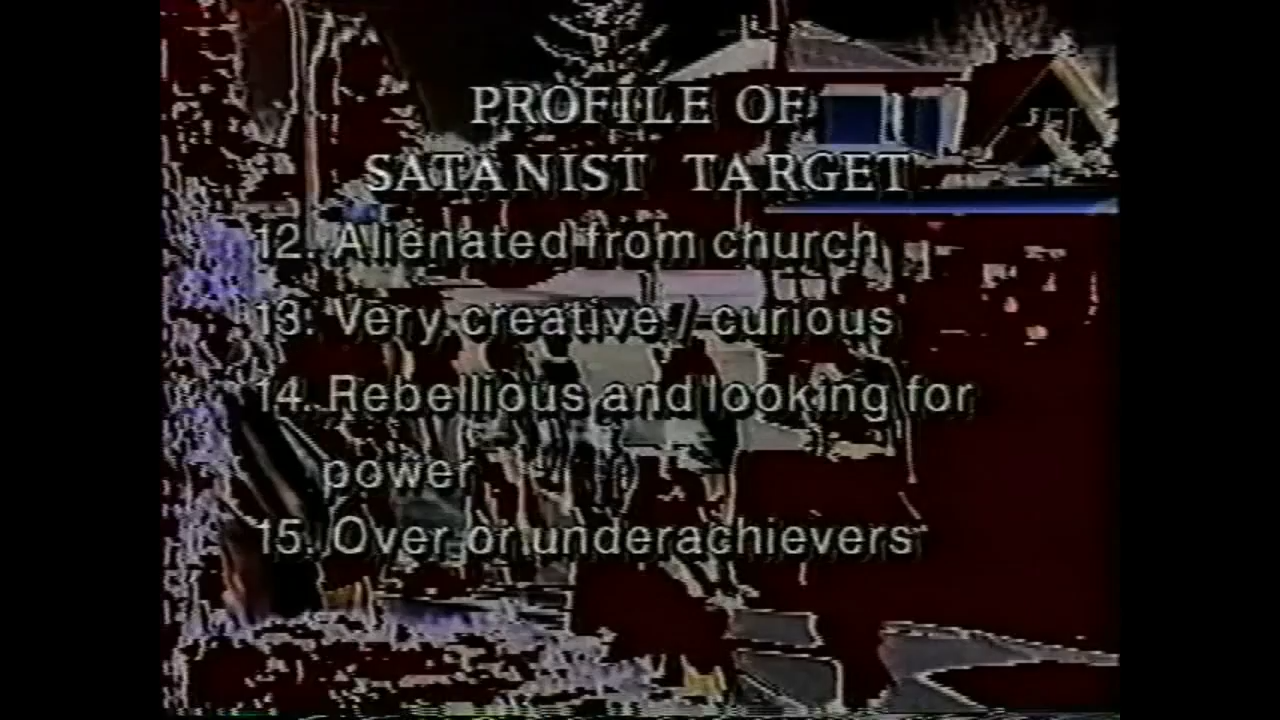 PROFILE OF
SATANIST TARGET
12. Alienated from church
13. Very creative / curious
14. Rebellious and looking for
power
15. Over or underachievers